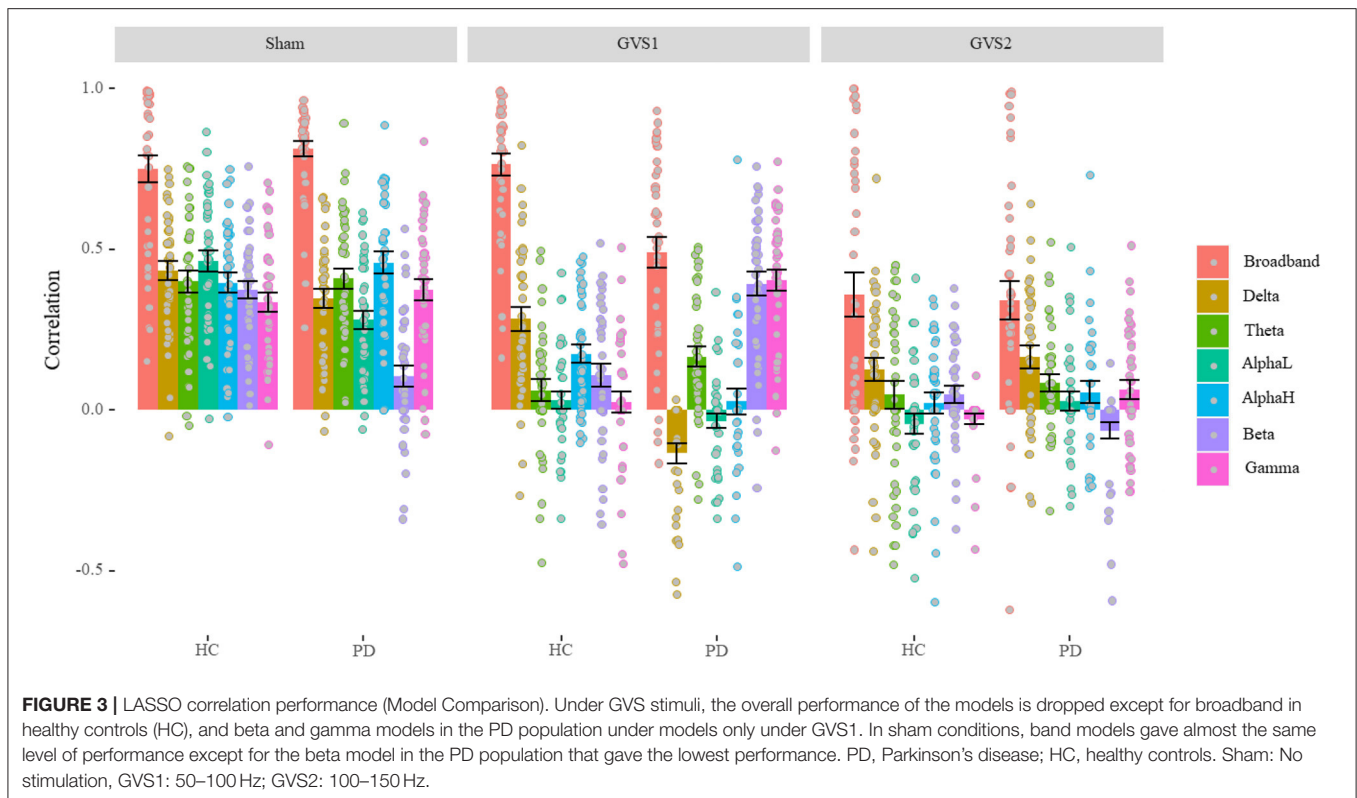 Sham GVS1 GVS2
1.0
0.5
0.0
-0.5
Correlation
HC PD HC PD HC PD
Broadband
Delta
Theta
AlphaL
AlphaH
Beta
Gamma
FIGURE 3 | LASSO correlation performance (Model Comparison). Under GVS stimuli, the overall performance of the models is dropped except for broadband in
healthy controls (HC), and beta and gamma models in the PD population under models only under GVS1. In sham conditions, band models gave almost the same
level of performance except for the beta model in the PD population that gave the lowest performance. PD, Parkinson's disease; HC, healthy controls. Sham: No
stimulation, GVS1: 50–100 Hz; GVS2: 100–150 Hz.